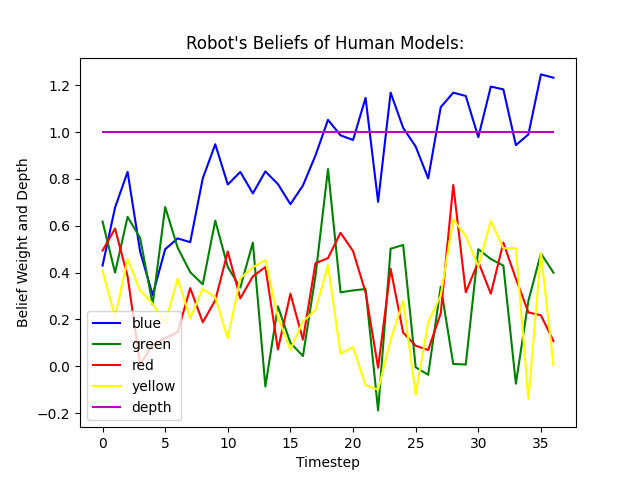 Robot's Beliefs of Human Models:
Belief Weight and Depth
1.2
1.0
0.8
0.6
0.4
0.2
0.0
−0.2
blue
green
red
yellow
depth
0 5 10 15 20 25 30 35
Timestep